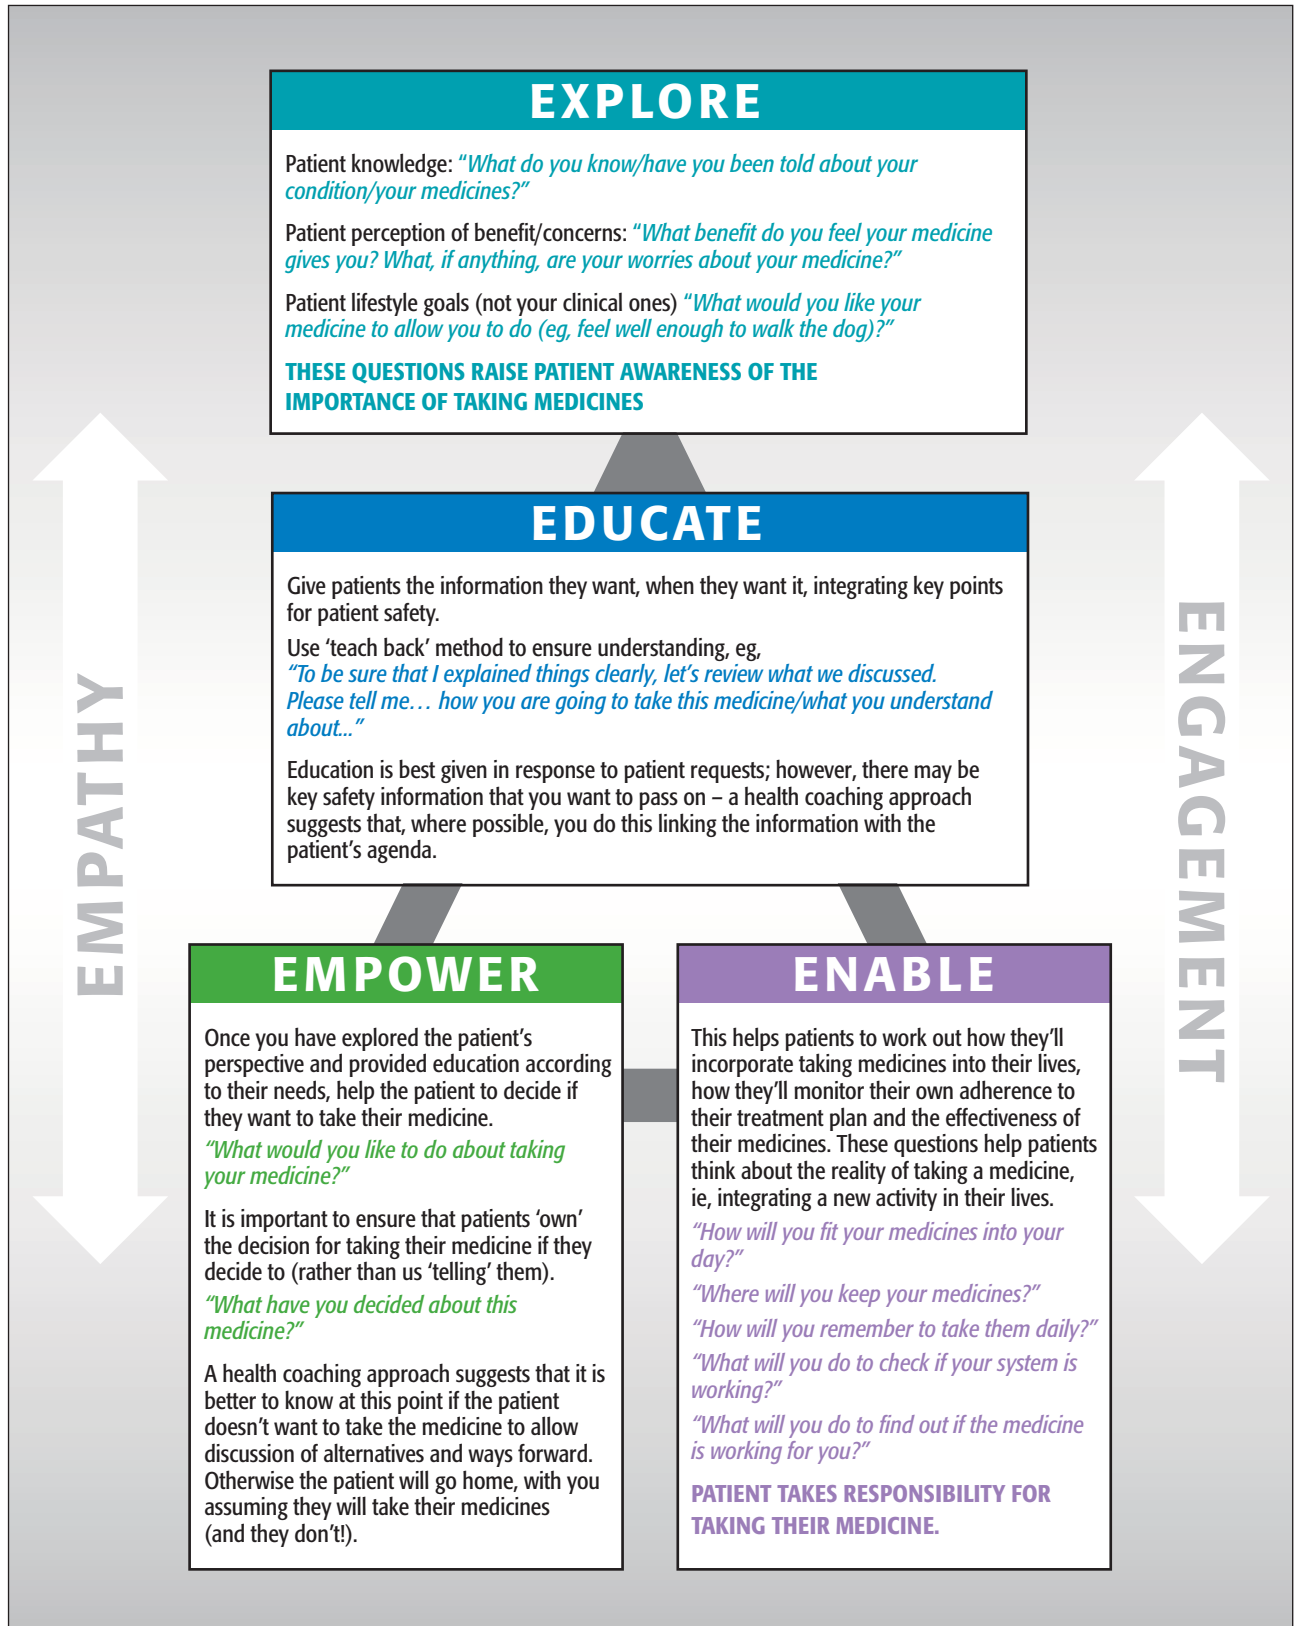 EXPLORE
Patient knowledge: “What do you know/have you been told about your
condition/your medicines?”
Patient perception of benefit/concerns: “What benefit do you feel your medicine
gives you? What, if anything, are your worries about your medicine?”
Patient lifestyle goals (not your clinical ones) “What would you like your
medicine to allow you to do (eg, feel well enough to walk the dog)?”
THESE QUESTIONS RAISE PATIENT AWARENESS OF THE
IMPORTANCE OF TAKING MEDICINES
EMPATHY
ENGAGEMENT
EDUCATE
Give patients the information they want, when they want it, integrating key points
for patient safety.
Use ‘teach back’ method to ensure understanding, eg,
“To be sure that I explained things clearly, let’s review what we discussed.
Please tell me… how you are going to take this medicine/what you understand
about...”
Education is best given in response to patient requests; however, there may be
key safety information that you want to pass on – a health coaching approach
suggests that, where possible, you do this linking the information with the
patient’s agenda.
EMPOWER
Once you have explored the patient’s
perspective and provided education according
to their needs, help the patient to decide if
they want to take their medicine.
“What would you like to do about taking
your medicine?”
It is important to ensure that patients ‘own’
the decision for taking their medicine if they
decide to (rather than us ‘telling’ them).
“What have you decided about this
medicine?”
A health coaching approach suggests that it is
better to know at this point if the patient
doesn’t want to take the medicine to allow
discussion of alternatives and ways forward.
Otherwise the patient will go home, with you
assuming they will take their medicines
(and they don’t!).
ENABLE
This helps patients to work out how they’ll
incorporate taking medicines into their lives,
how they’ll monitor their own adherence to
their treatment plan and the effectiveness of
their medicines. These questions help patients
think about the reality of taking a medicine,
ie, integrating a new activity in their lives.
“How will you fit your medicines into your
day?”
“Where will you keep your medicines?”
“How will you remember to take them daily?”
“What will you do to check if your system is
working?”
“What will you do to find out if the medicine
is working for you?”
PATIENT TAKES RESPONSIBILITY FOR
TAKING THEIR MEDICINE.